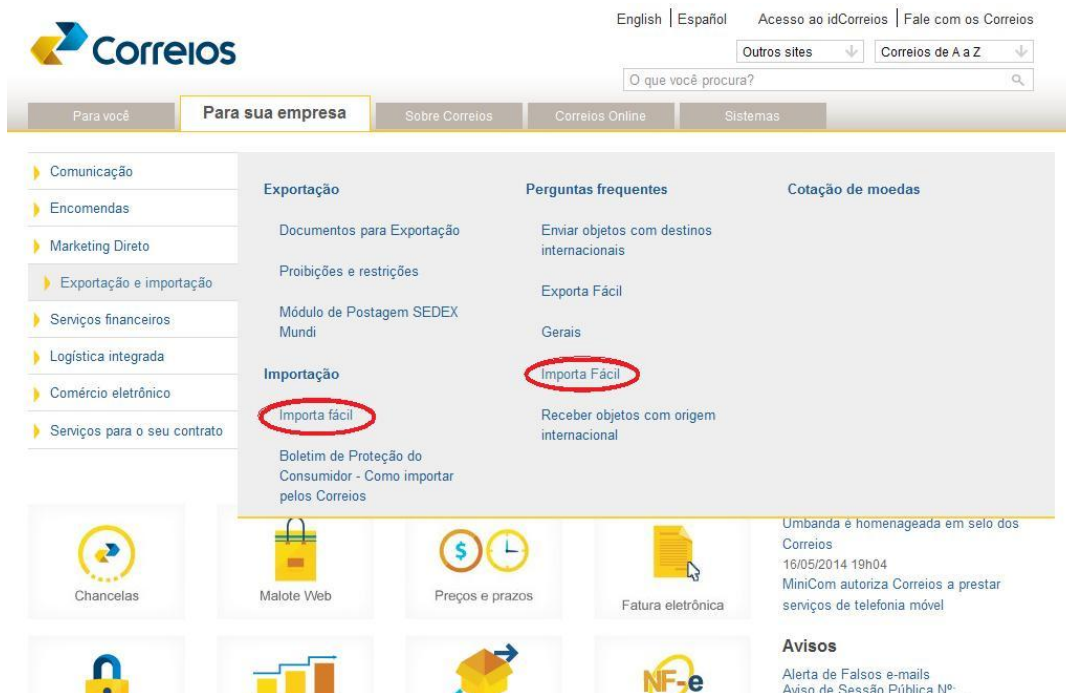 English | Español
Acesso ao idCorreios | Fale com os Correios
Correios
Outros sites
Correios de A a Z
O que você procura?
Para você
Para sua empresa
Sobre Correios
Correios Online
Sistemas
Comunicação
Encomendas
Marketing Direto
Exportação e importação
Serviços financeiros
Logística integrada
Comércio eletrônico
Serviços para o seu contrato
Exportação
Documentos para Exportação
Proibições e restrições
Módulo de Postagem SEDEX
Mundi
Importação
Importa fácil
Boletim de Proteção do
Consumidor - Como importar
pelos Correios
Perguntas frequentes
Enviar objetos com destinos
internacionais
Exporta Fácil
Gerais
Importa Fácil
Receber objetos com origem
internacional
Cotação de moedas
Chancelas
Malote Web
$
Preços e prazos
Fatura eletrônica
NF-e
Umbanda é homenageada em selo dos
Correios
16/05/2014 19h04
MiniCom autoriza Correios a prestar
serviços de telefonia móvel
Avisos
Alerta de Falsos e-mails
Aviso de Sessão Pública Nº: